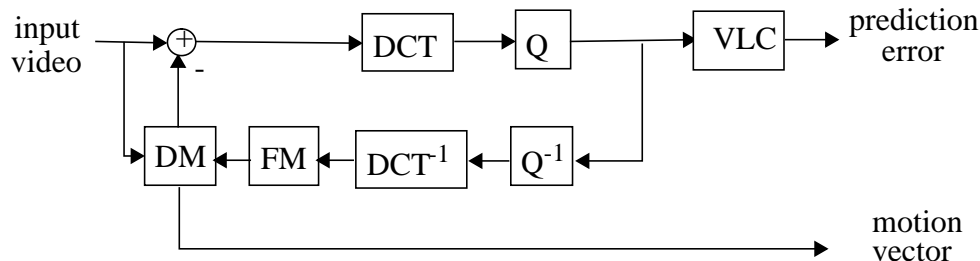 input
video
+
-
DCT
Q
VLC
prediction
error
DM
FM
DCT⁻¹
Q⁻¹
motion
vector